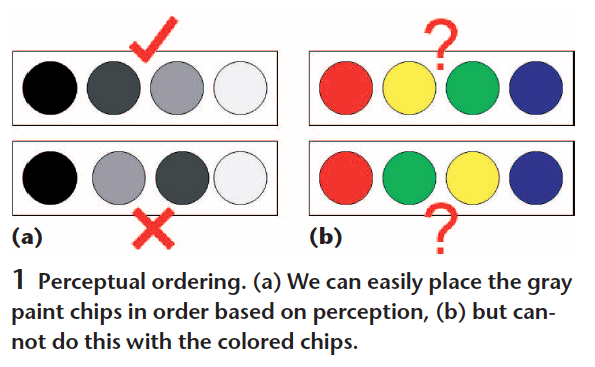 ?
(a)
(b)
?
1 Perceptual ordering. (a) We can easily place the gray
paint chips in order based on perception, (b) but can-
not do this with the colored chips.